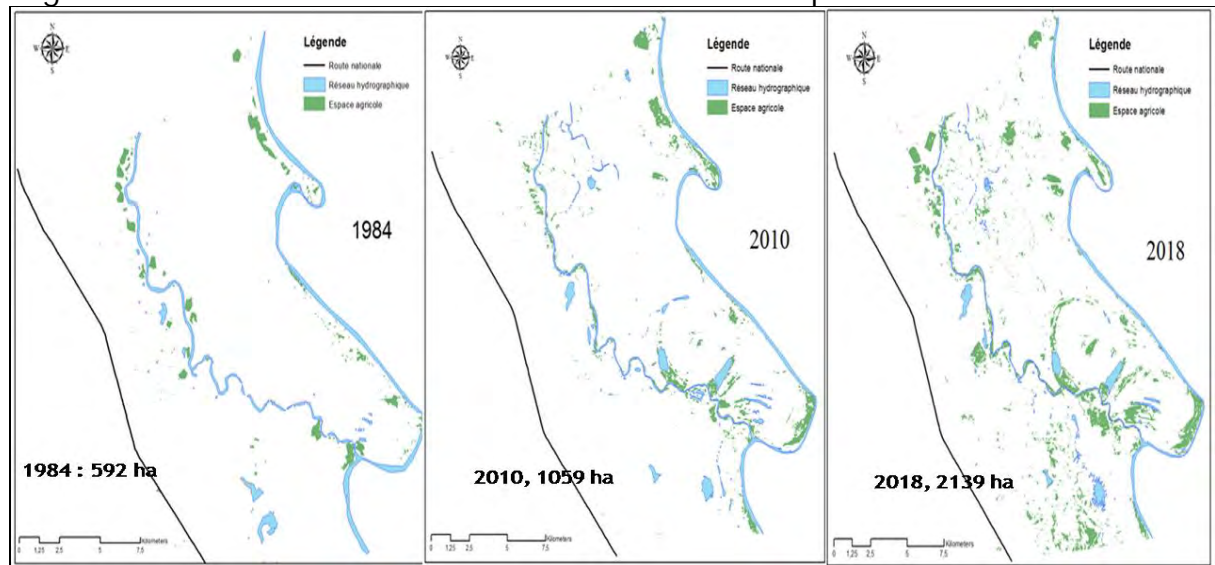 N
W E
S
Légende
Route nationale
Réseau hydrographique
Espace agricole
1984
1984 : 592 ha
0 1,25 2,5 5 7,5
Kilometers
N
W E
S
Légende
Route nationale
Réseau hydrographique
Espace agricole
2010
2010, 1059 ha
0 1,25 2,5 5 7,5
Kilometers
N
W E
S
Légende
Route nationale
Réseau hydrographique
Espace agricole
2018
2018, 2139 ha
0 1,25 2,5 5 7,5
Kilometers